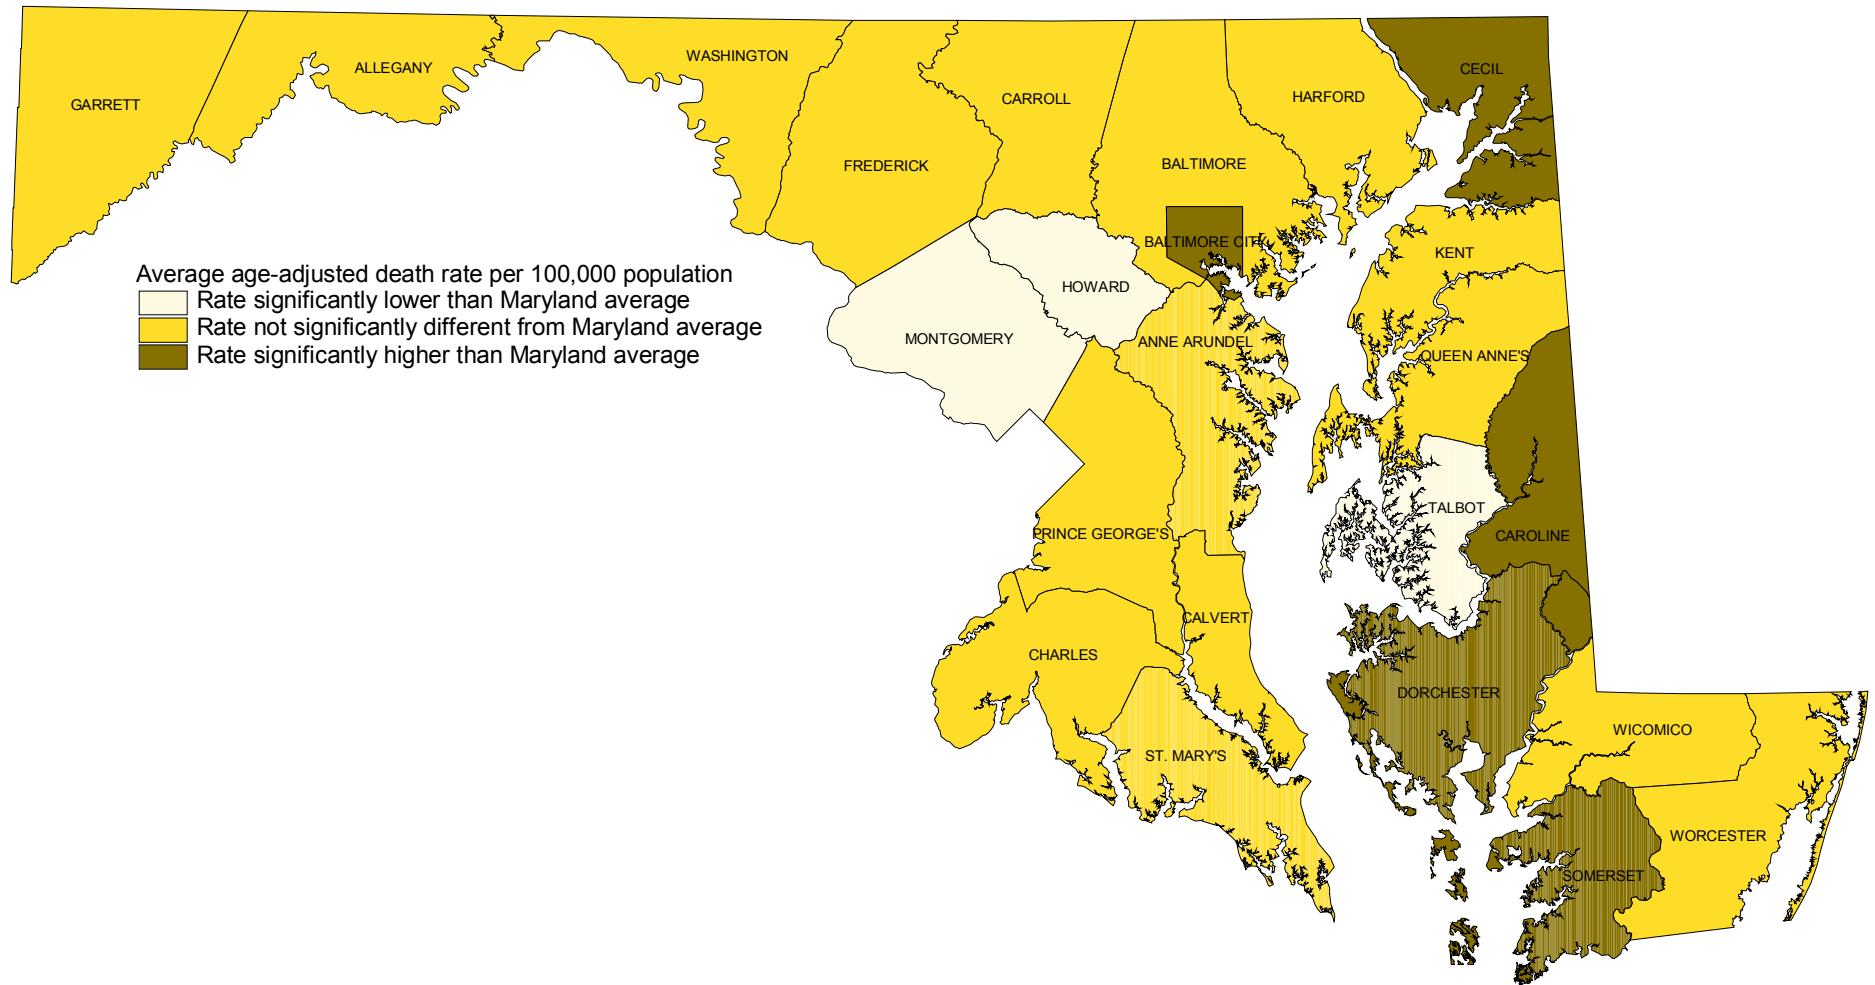 WASHINGTON
ALLEGANY
CECIL
GARRETT
CARROLL
HARFORD
FREDERICK
BALTIMORE
BALTIMORE CITY
KENT
Average age-adjusted death rate per 100,000 population
Rate significantly lower than Maryland average
Rate not significantly different from Maryland average
Rate significantly higher than Maryland average
HOWARD
MONTGOMERY
ANNE ARUNDEL
QUEEN ANNE'S
TALBOT
PRINCE GEORGE'S
CAROLINE
CALVERT
CHARLES
DORCHESTER
WICOMICO
ST. MARY'S
WORCESTER
SOMERSET